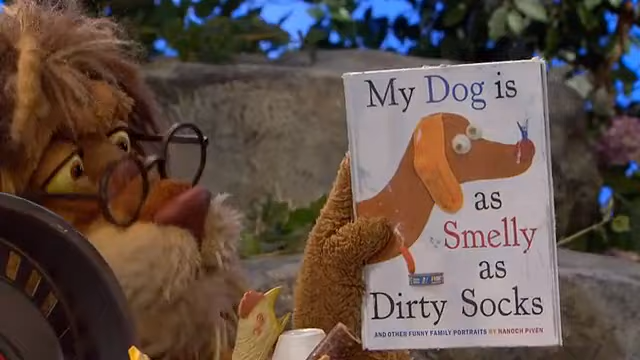 My Dog is
as
Smelly
as
Dirty Socks
AND OTHER FUNNY FAMILY PORTRAITS BY HANOCH PIVEN